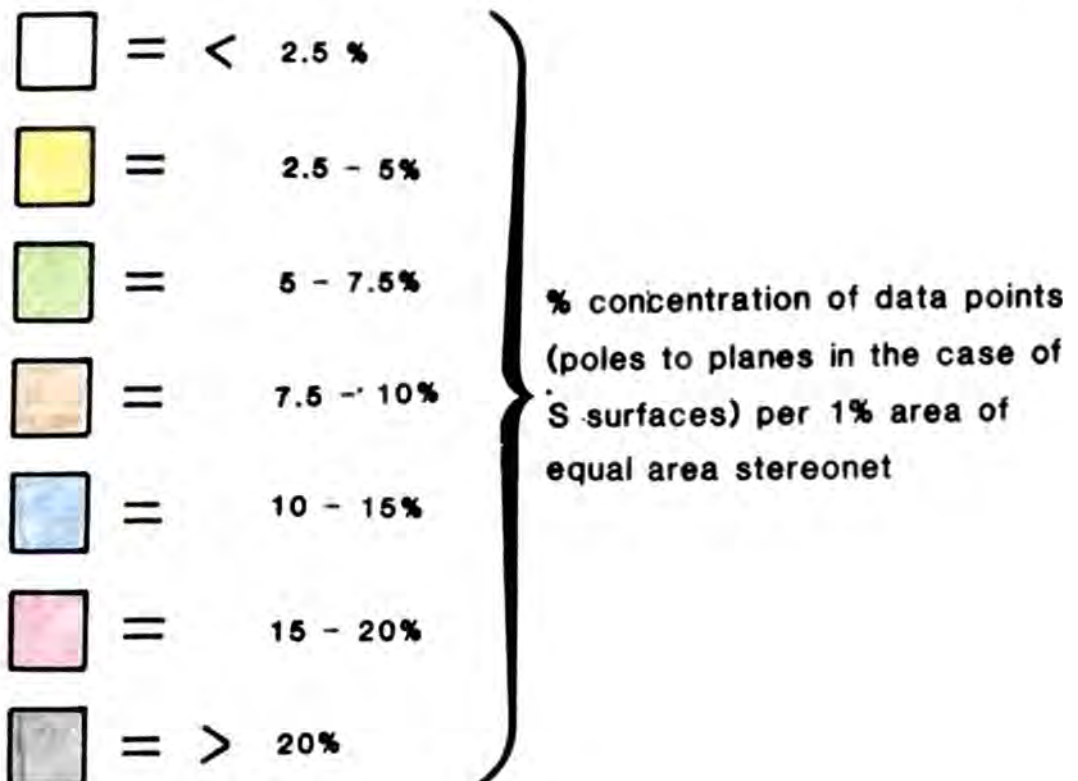 = < 2.5 %
= 2.5 - 5%
= 5 - 7.5%
= 7.5 - 10%
= 10 - 15%
= 15 - 20%
= > 20%
% concentration of data points
(poles to planes in the case of
S surfaces) per 1% area of
equal area stereonet